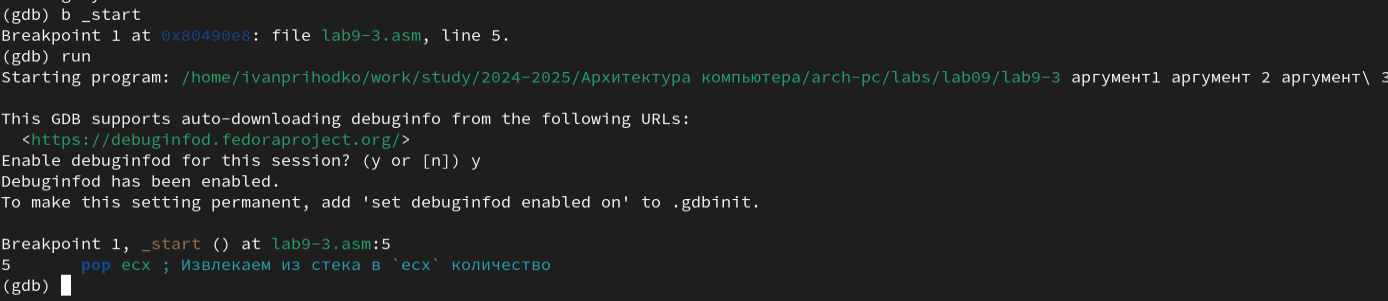 (gdb) b _start
Breakpoint 1 at 0x80490e8: file lab9-3.asm, line 5.
(gdb) run
Starting program: /home/ivanprihodko/work/study/2024-2025/Архитектура компьютера/arch-pc/labs/lab09/lab9-3 аргумент1 аргумент 2 аргумент\ 3
This GDB supports auto-downloading debuginfo from the following URLs:
<https://debuginfod.fedoraproject.org/>
Enable debuginfod for this session? (y or [n]) y
Debuginfod has been enabled.
To make this setting permanent, add 'set debuginfod enabled on' to .gdbinit.
Breakpoint 1, _start () at lab9-3.asm:5
5 pop ecx ; Извлекаем из стека в `ecx` количество
(gdb)